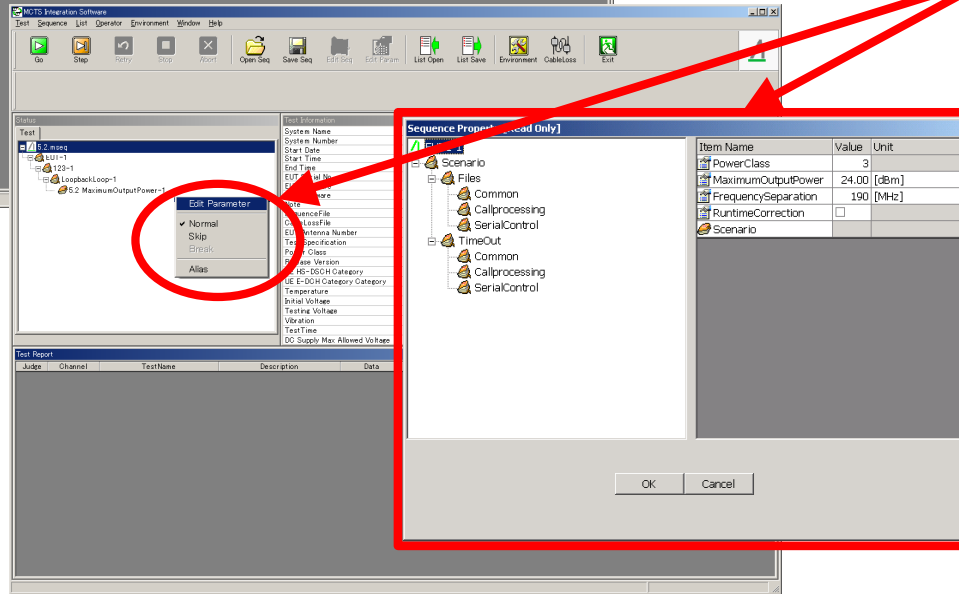 MCTS Integration Software
Test Sequence List Operator Environment Window Help
Go Step Retry Stop Abort Open Seq Save Seq Edit Seq Edit Param List Open List Save Environment CableLoss Exit
Status
Test
5.2.mseq
EUT-1
123-1
LoopbackLoop-1
5.2 MaximumOutputPower-1
Edit Parameter
Normal
Skip
Break
Alias
Test Information
System Name
System Number
Start Date
Start Time
End Time
Note
EUT Antenna Number
Test Specification
Power Class
Release Version
UE HS-DSCH Category
UE E-DCH Category Category
Temperature
Initial Voltage
Testing Voltage
Vibration
TestTime
DC Supply Max Allowed Voltage
Sequence Property [Read Only]
Scenario
Files
Common
Callprocessing
SerialControl
TimeOut
Common
Callprocessing
SerialControl
Item Name Value Unit
PowerClass 3
MaximumOutputPower 24.00 [dBm]
FrequencySeparation 190 [MHz]
RuntimeCorrection
Scenario
OK Cancel
Test Report
Judge Channel TestName Description Data